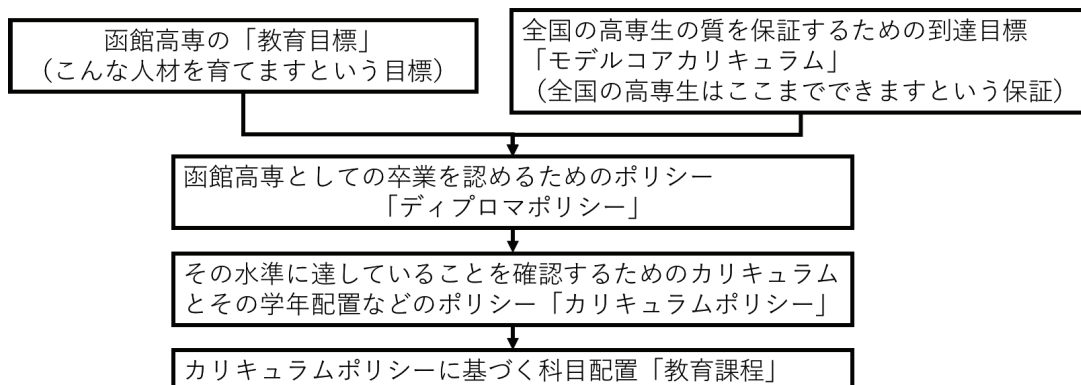 函館高専の「教育目標」
（こんな人材を育てますという目標）
全国の高専生の質を保証するための到達目標
「モデルコアカリキュラム」
（全国の高専生はここまでできますという保証）
函館高専としての卒業を認めるためのポリシー
「ディプロマポリシー」
その水準に達していることを確認するためのカリキュラム
とその学年配置などのポリシー「カリキュラムポリシー」
カリキュラムポリシーに基づく科目配置「教育課程」